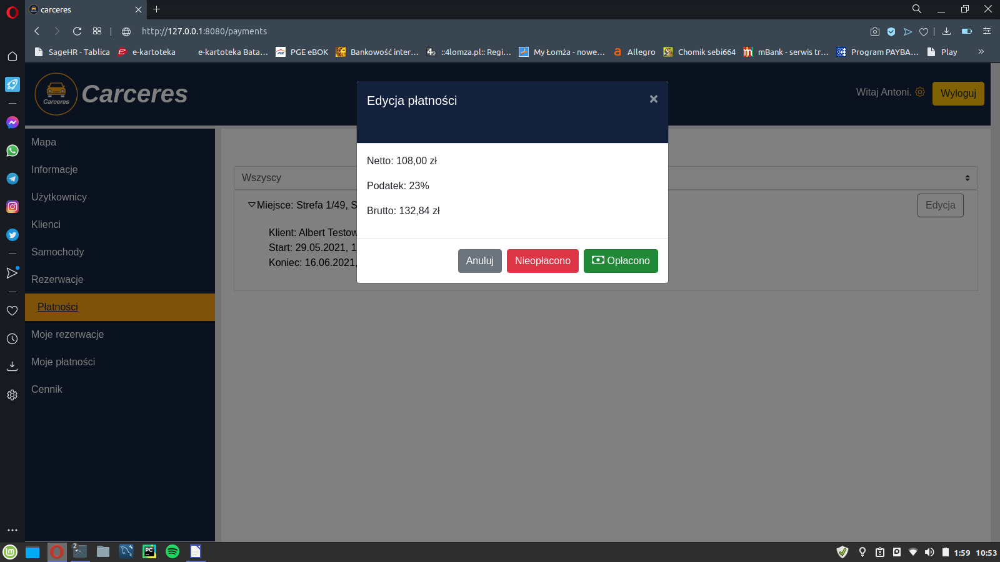 carceres
http://127.0.0.1:8080/payments
SageHR - Tablica
e-kartoteka
e-kartoteka Bata...
PGE eBOK
Bankowość inter...
::4lomza.pl:: Regi...
My Łomża - nowe...
Allegro
Chomik sebi664
mBank - serwis tr...
Program PAYBA...
Play
Carceres
Carceres
Witaj Antoni.
Wyloguj
Mapa
Informacje
Użytkownicy
Klienci
Samochody
Rezerwacje
Płatności
Moje rezerwacje
Moje płatności
Cennik
Wszyscy
Miejsce: Strefa 1/49, S
Edycja
Klient: Albert Testow
Start: 29.05.2021, 1
Koniec: 16.06.2021,
Edycja płatności
×
Netto: 108,00 zł
Podatek: 23%
Brutto: 132,84 zł
Anuluj
Nieopłacono
Opłacono
2
PC
1:59
10:53